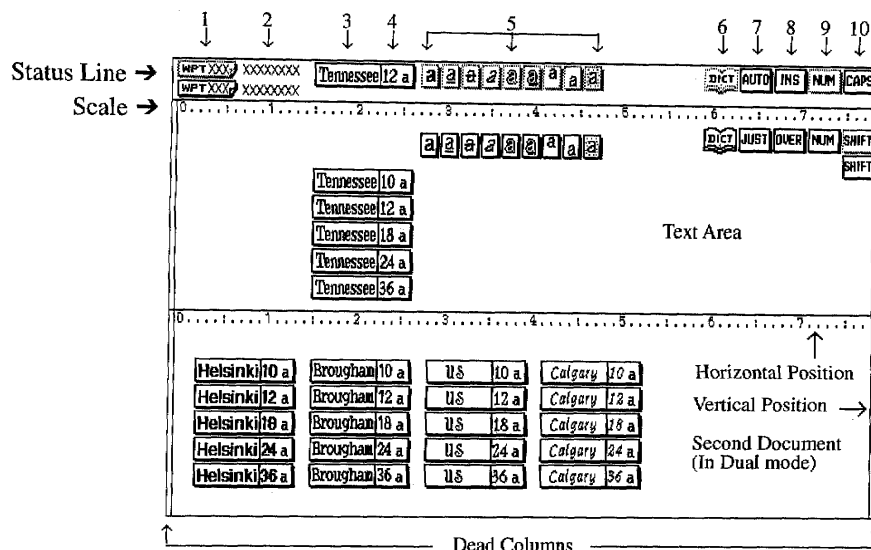 1 2 3 4 5 6 7 8 9 10
Status Line → WPT XXX XXXXXXXX Tennessee 12 a a a a a a a a a a DICT AUTO INS NUM CAPS
WPT XXX XXXXXXXX
Scale → 0 1 2 3 4 5 6 7
a a a a a a a a a DICT JUST OVER NUM SHIFT
SHIFT
Tennessee 10 a
Tennessee 12 a
Tennessee 18 a Text Area
Tennessee 24 a
Tennessee 36 a
0 1 2 3 4 5 6 7
Helsinki 10 a Brougham 10 a US 10 a Calgary 10 a Horizontal Position
Helsinki 12 a Brougham 12 a US 12 a Calgary 12 a Vertical Position →
Helsinki 18 a Brougham 18 a US 18 a Calgary 18 a
Helsinki 24 a Brougham 24 a US 24 a Calgary 24 a Second Document
Helsinki 36 a Brougham 36 a US 36 a Calgary 36 a (In Dual mode)
Dead Columns